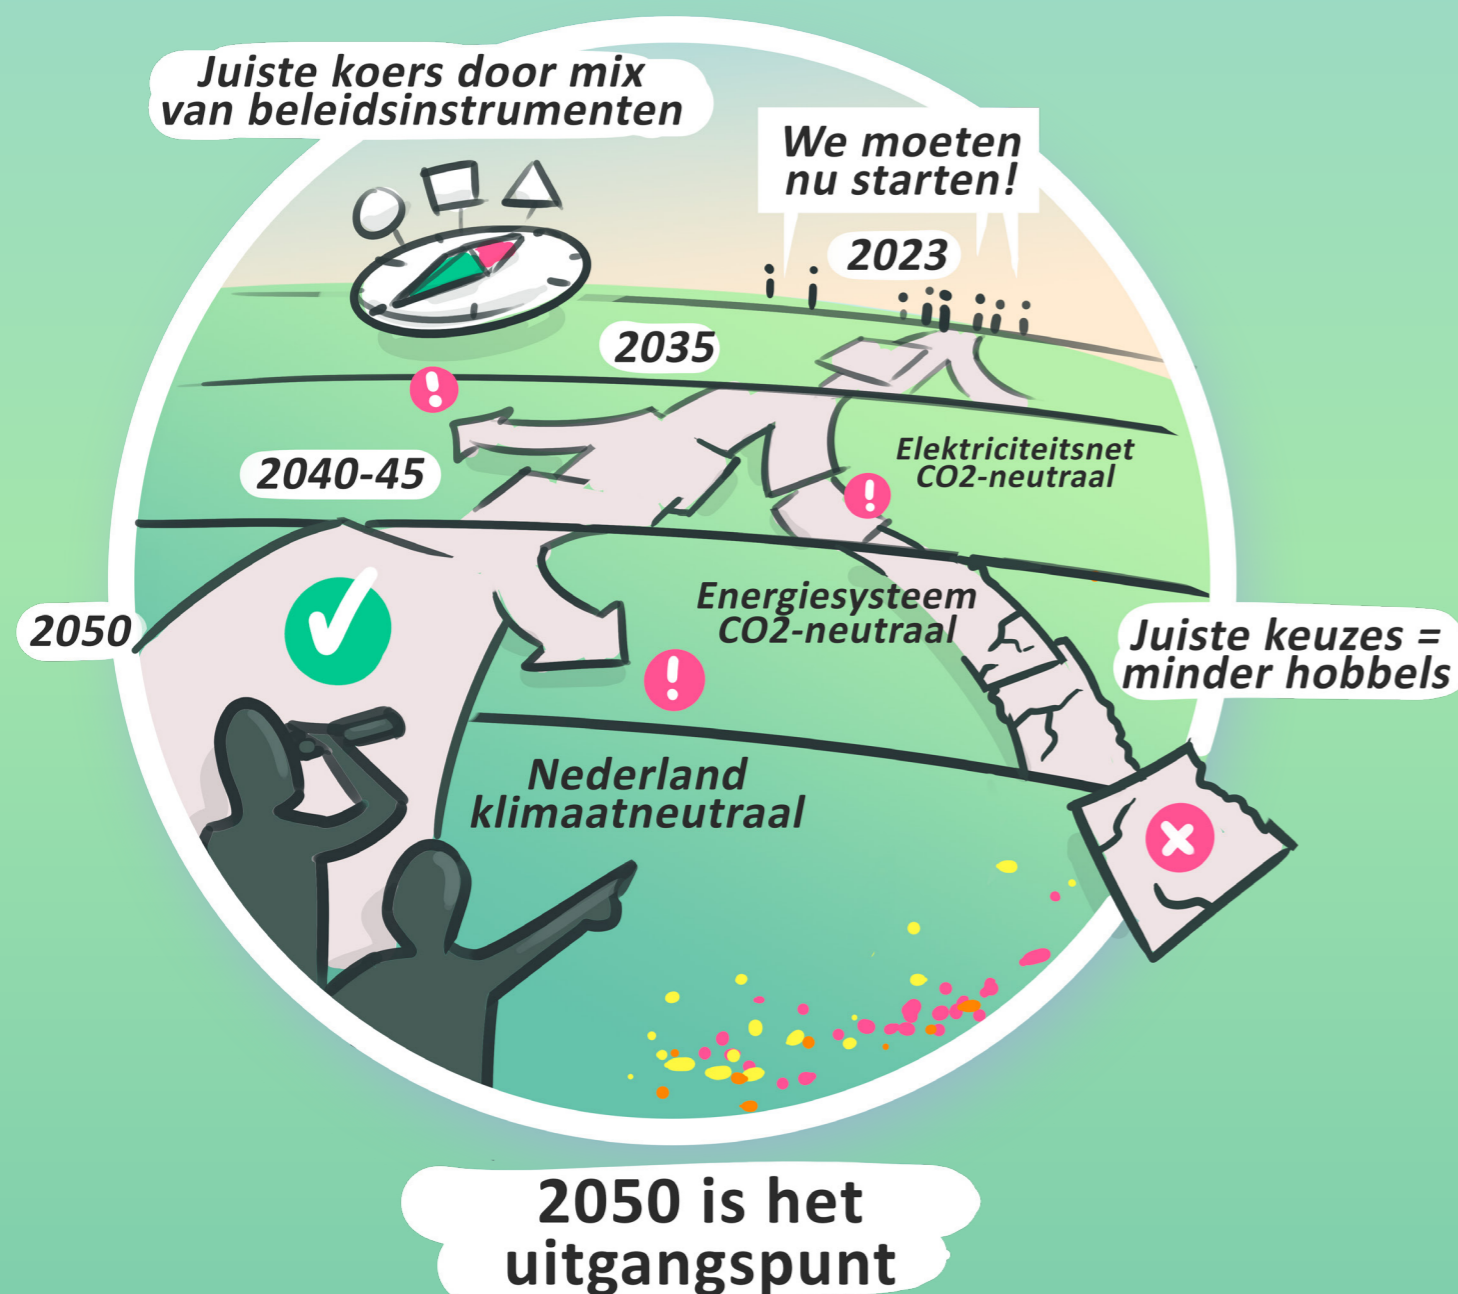 Juiste koers door mix
van beleidsinstrumenten
We moeten
nu starten!
2023
2035
Elektriciteitsnet
CO2-neutraal
2040-45
Energiesysteem
CO2-neutraal
2050
Juiste keuzes =
minder hobbels
Nederland
klimaatneutraal
2050 is het
uitgangspunt